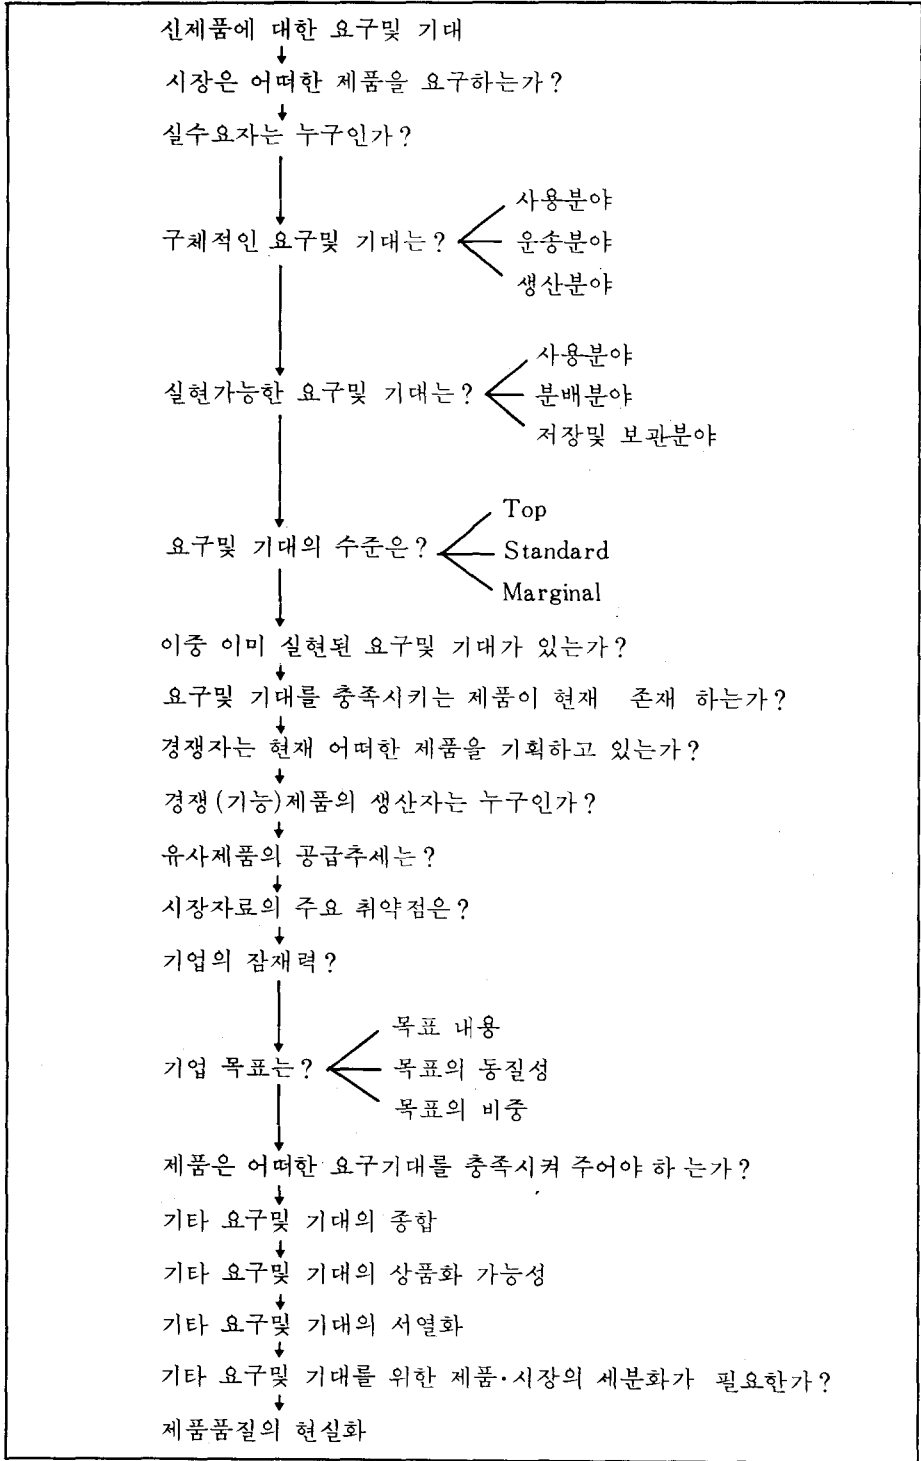 신제품에 대한 요구및 기대
시장은 어떠한 제품을 요구하는가?
실수요자는 누구인가?
사용분야
구체적인 요구및 기대는? 운송분야
생산분야
사용분야
실현가능한 요구및 기대는? 분배분야
저장및 보관분야
Top
요구및 기대의 수준은? Standard
Marginal
이중 이미 실현된 요구및 기대가 있는가?
요구및 기대를 충족시키는 제품이 현재 존재 하는가?
경쟁자는 현재 어떠한 제품을 기획하고 있는가?
경쟁(기능)제품의 생산자는 누구인가?
유사제품의 공급추세는?
시장자료의 주요 취약점은?
기업의 잠재력?
목표 내용
기업 목표는? 목표의 동질성
목표의 비중
제품은 어떠한 요구기대를 충족시켜 주어야 하 는가?
기타 요구및 기대의 종합
기타 요구및 기대의 상품화 가능성
기타 요구및 기대의 서열화
기타 요구및 기대를 위한 제품·시장의 세분화가 필요한가?
제품품질의 현실화